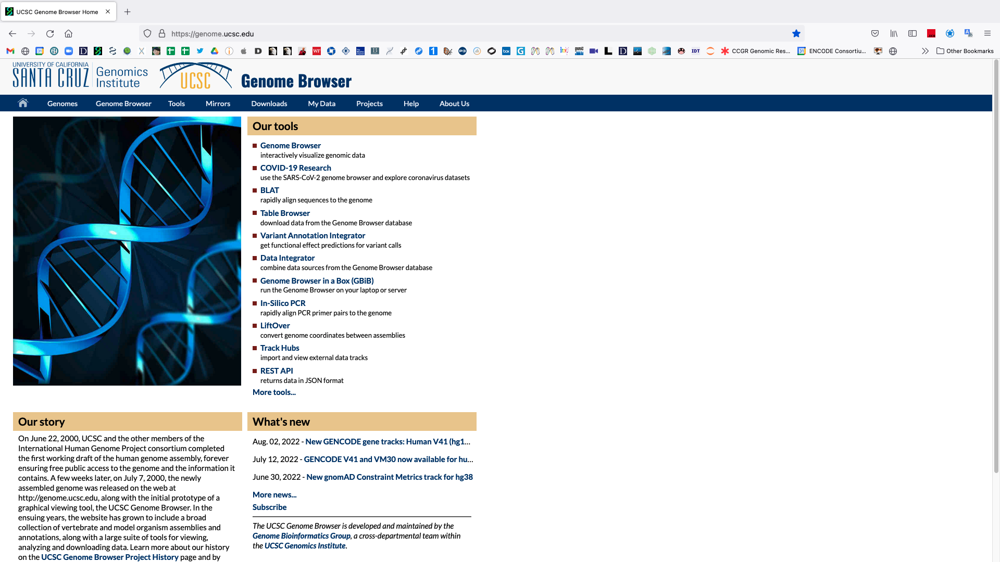 UCSC Genome Browser Home
https://genome.ucsc.edu
CCGR Genomic Res...
ENCODE Consortiu...
Other Bookmarks
UNIVERSITY OF CALIFORNIA
SANTA CRUZ
Genomics
Institute
UCSC
Genome Browser
Genomes
Genome Browser
Tools
Mirrors
Downloads
My Data
Projects
Help
About Us
Our tools
Genome Browser
interactively visualize genomic data
COVID-19 Research
use the SARS-CoV-2 genome browser and explore coronavirus datasets
BLAT
rapidly align sequences to the genome
Table Browser
download data from the Genome Browser database
Variant Annotation Integrator
get functional effect predictions for variant calls
Data Integrator
combine data sources from the Genome Browser database
Genome Browser in a Box (GBiB)
run the Genome Browser on your laptop or server
In-Silico PCR
rapidly align PCR primer pairs to the genome
LiftOver
convert genome coordinates between assemblies
Track Hubs
import and view external data tracks
REST API
returns data in JSON format
More tools...
Our story
On June 22, 2000, UCSC and the other members of the
International Human Genome Project consortium completed
the first working draft of the human genome assembly, forever
ensuring free public access to the genome and the information it
contains. A few weeks later, on July 7, 2000, the newly
assembled genome was released on the web at
http://genome.ucsc.edu, along with the initial prototype of a
graphical viewing tool, the UCSC Genome Browser. In the
ensuing years, the website has grown to include a broad
collection of vertebrate and model organism assemblies and
annotations, along with a large suite of tools for viewing,
analyzing and downloading data. Learn more about our history
on the UCSC Genome Browser Project History page and by
What's new
Aug. 02, 2022 - New GENCODE gene tracks: Human V41 (hg1...
July 12, 2022 - GENCODE V41 and VM30 now available for hu...
June 30, 2022 - New gnomAD Constraint Metrics track for hg38
More news...
Subscribe
The UCSC Genome Browser is developed and maintained by the
Genome Bioinformatics Group, a cross-departmental team within
the UCSC Genomics Institute.